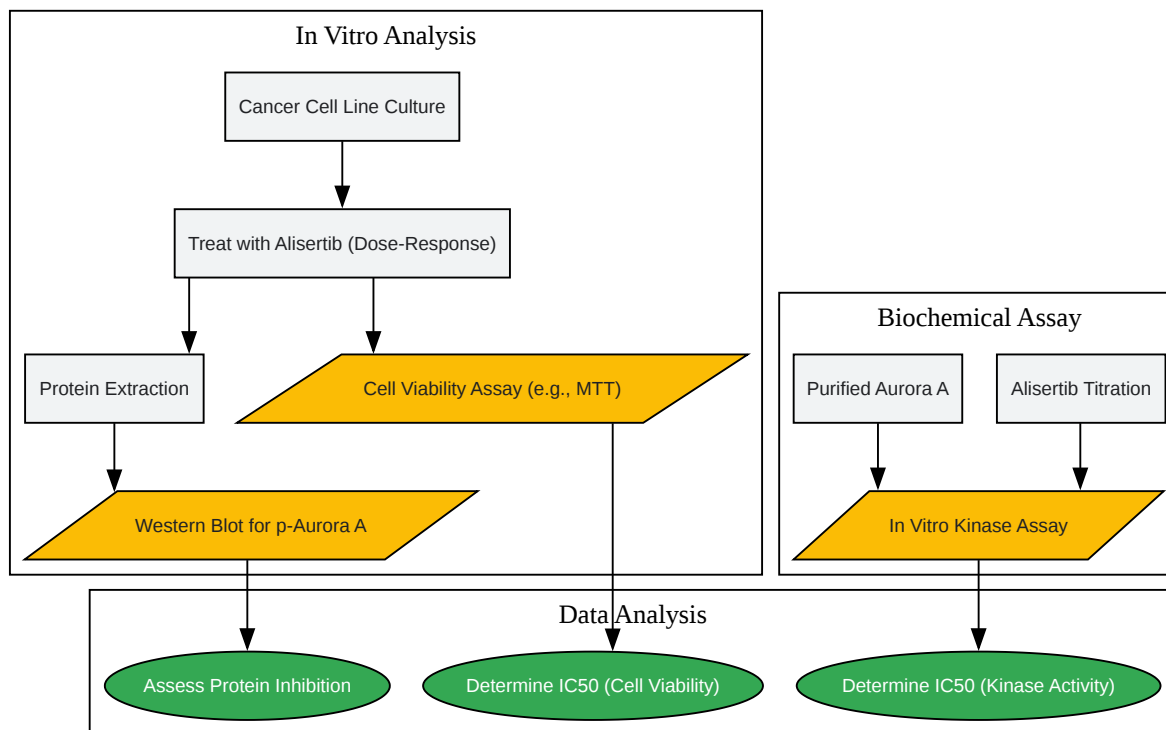 In Vitro Analysis
Cancer Cell Line Culture
Treat with Alisertib (Dose-Response)
Protein Extraction
Cell Viability Assay (e.g., MTT)
Western Blot for p-Aurora A
Biochemical Assay
Purified Aurora A
Alisertib Titration
In Vitro Kinase Assay
Data Analysis
Assess Protein Inhibition
Determine IC50 (Cell Viability)
Determine IC50 (Kinase Activity)